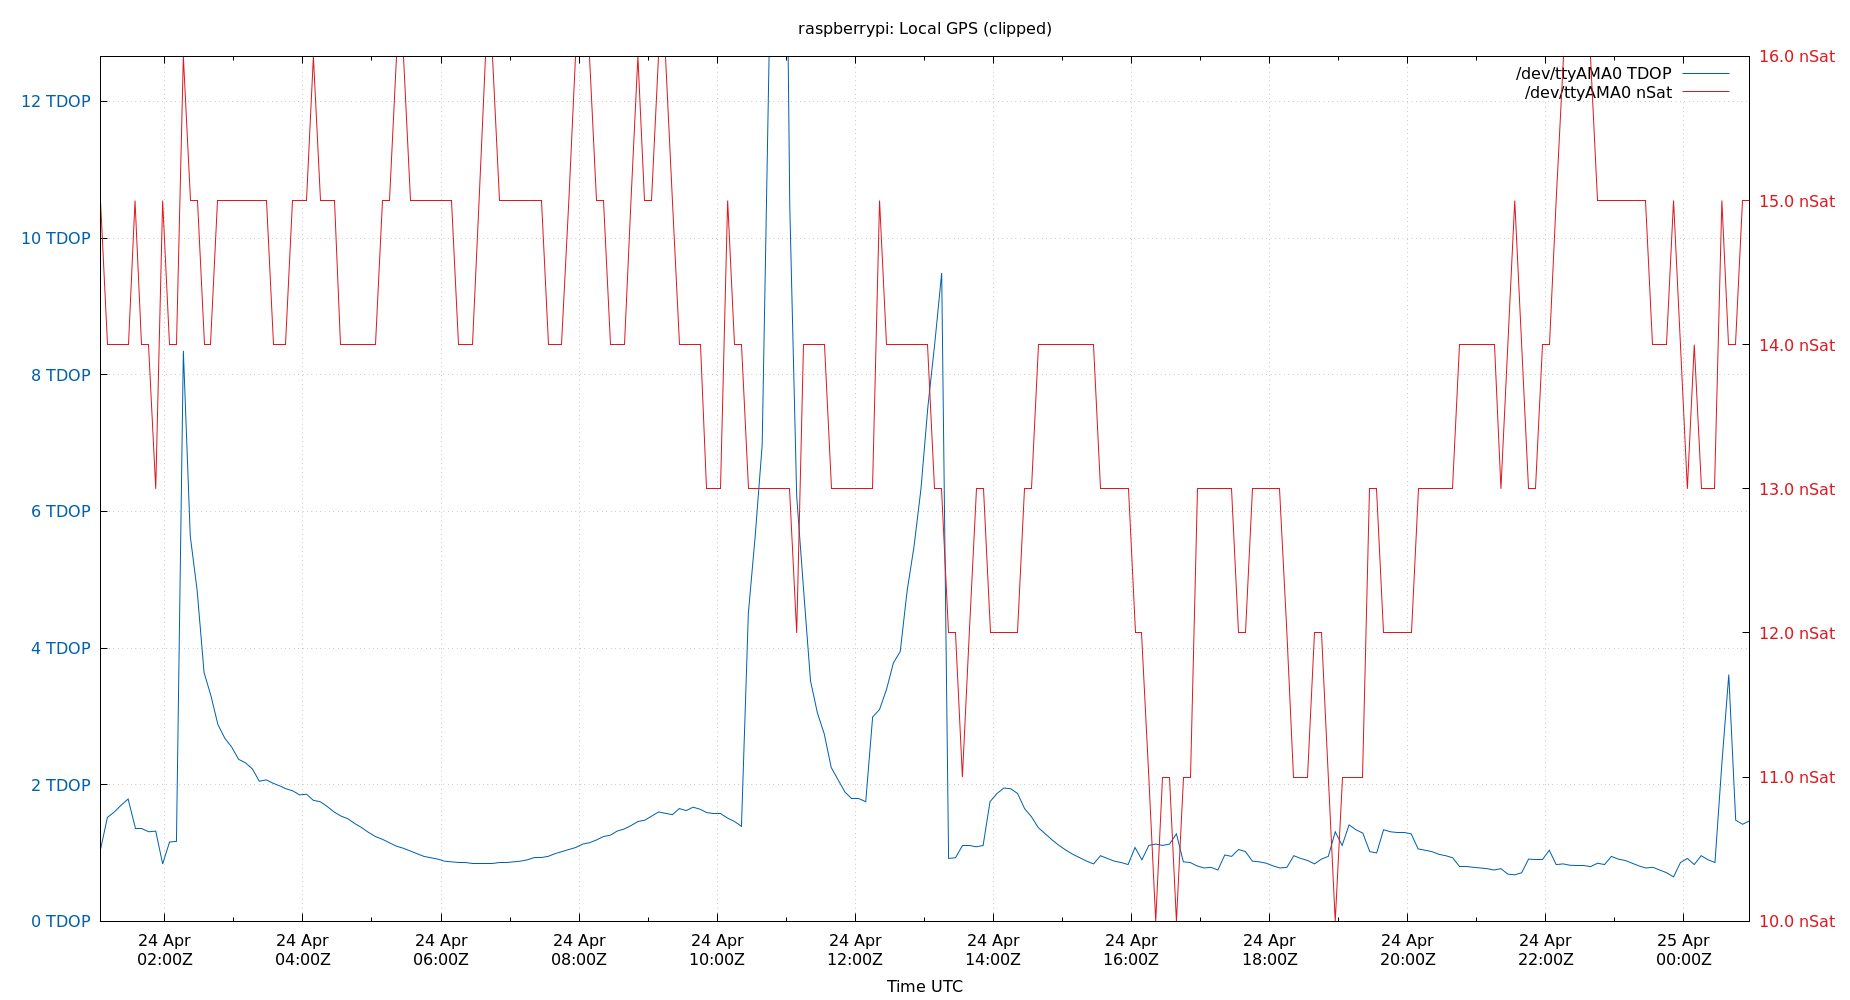 raspberrypi: Local GPS (clipped)
/dev/ttyAMA0 TDOP
/dev/ttyAMA0 nSat
12 TDOP
10 TDOP
8 TDOP
6 TDOP
4 TDOP
2 TDOP
0 TDOP
16.0 nSat
15.0 nSat
14.0 nSat
13.0 nSat
12.0 nSat
11.0 nSat
10.0 nSat
24 Apr
02:00Z
24 Apr
04:00Z
24 Apr
06:00Z
24 Apr
08:00Z
24 Apr
10:00Z
24 Apr
12:00Z
24 Apr
14:00Z
24 Apr
16:00Z
24 Apr
18:00Z
24 Apr
20:00Z
24 Apr
22:00Z
25 Apr
00:00Z
Time UTC